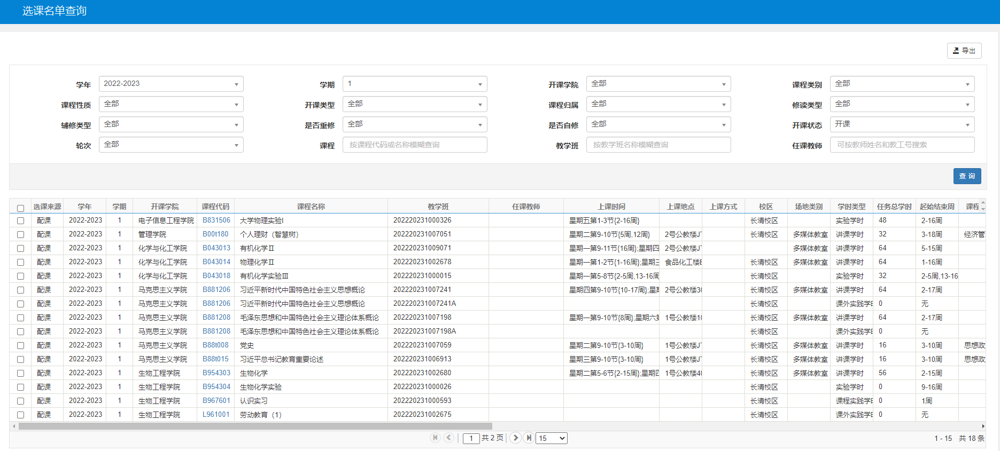 选课名单查询
导出
学年 2022-2023 学期 1 开课学院 全部 课程类别 全部
课程性质 全部 开课类型 全部 课程归属 全部 修读类型 全部
辅修类型 全部 是否重修 全部 是否自修 全部 开课状态 开课
轮次 全部 课程 按课程代码或名称模糊查询 教学班 按教学班名称模糊查询 任课教师 可按教师姓名和教工号搜索
查 询
选课来源 学年 学期 开课学院 课程代码 课程名称 教学班 任课教师 上课时间 上课地点 上课方式 校区 场地类别 学时类型 任务总学时 起始结束周 课程
配课 2022-2023 1 电子信息工程学院 B831506 大学物理实验Ⅰ 202220231000326 星期五第1-3节{2-16周} 长清校区 实验学时 48 2-16周
配课 2022-2023 1 管理学院 B00t180 个人理财（智慧树） 202220231007051 星期二第9-10节{5周,12周} 2号公教楼J 长清校区 多媒体教室 讲课学时 32 3-18周 经济管
配课 2022-2023 1 化学与化工学院 B043013 有机化学Ⅱ 202220231009071 星期一第9-11节{16周};星期四 2号公教楼J 多媒体教室 讲课学时 64 5-15周
配课 2022-2023 1 化学与化工学院 B043014 物理化学Ⅱ 202220231002678 星期一第1-2节{1-16周};星期三 食品化工楼 长清校区 多媒体教室 讲课学时 64 1-16周
配课 2022-2023 1 化学与化工学院 B043018 有机化学实验Ⅲ 202220231000015 星期一第5-8节{2-5周,13-16周 长清校区 实验学时 32 2-5周,13-16
配课 2022-2023 1 马克思主义学院 B881206 习近平新时代中国特色社会主义思想概论 202220231007241 星期四第9-10节{10-17周};星期 2号公教楼30 长清校区 多媒体教室 讲课学时 64 2-17周
配课 2022-2023 1 马克思主义学院 B881206 习近平新时代中国特色社会主义思想概论 202220231007241A 长清校区 课外实践学时 0 无
配课 2022-2023 1 马克思主义学院 B881208 毛泽东思想和中国特色社会主义理论体系概论 202220231007198 星期一第9-10节{8周};星期六第 1号公教楼10 长清校区 多媒体教室 讲课学时 64 2-17周
配课 2022-2023 1 马克思主义学院 B881208 毛泽东思想和中国特色社会主义理论体系概论 202220231007198A 长清校区 课外实践学时 0 无
配课 2022-2023 1 马克思主义学院 B88t008 党史 202220231007059 星期二第9-10节{3-10周} 1号公教楼J 长清校区 多媒体教室 讲课学时 16 3-10周 思想政
配课 2022-2023 1 马克思主义学院 B88t015 习近平总书记教育重要论述 202220231006913 星期三第9-10节{3-10周} 1号公教楼J 长清校区 多媒体教室 讲课学时 16 3-10周 思想政
配课 2022-2023 1 生物工程学院 B954303 生物化学 202220231002680 星期二第5-6节{2-15周};星期四 1号公教楼40 长清校区 多媒体教室 讲课学时 56 2-15周
配课 2022-2023 1 生物工程学院 B954304 生物化学实验 202220231000026 长清校区 实验学时 0 9-16周
配课 2022-2023 1 生物工程学院 B967601 认识实习 202220231000593 长清校区 课程实践学时 0 1周
配课 2022-2023 1 生物工程学院 L961001 劳动教育（1） 202220231002675 长清校区 课外实践学时 0 无
1 共 2 页 15 1 - 15 共 18 条